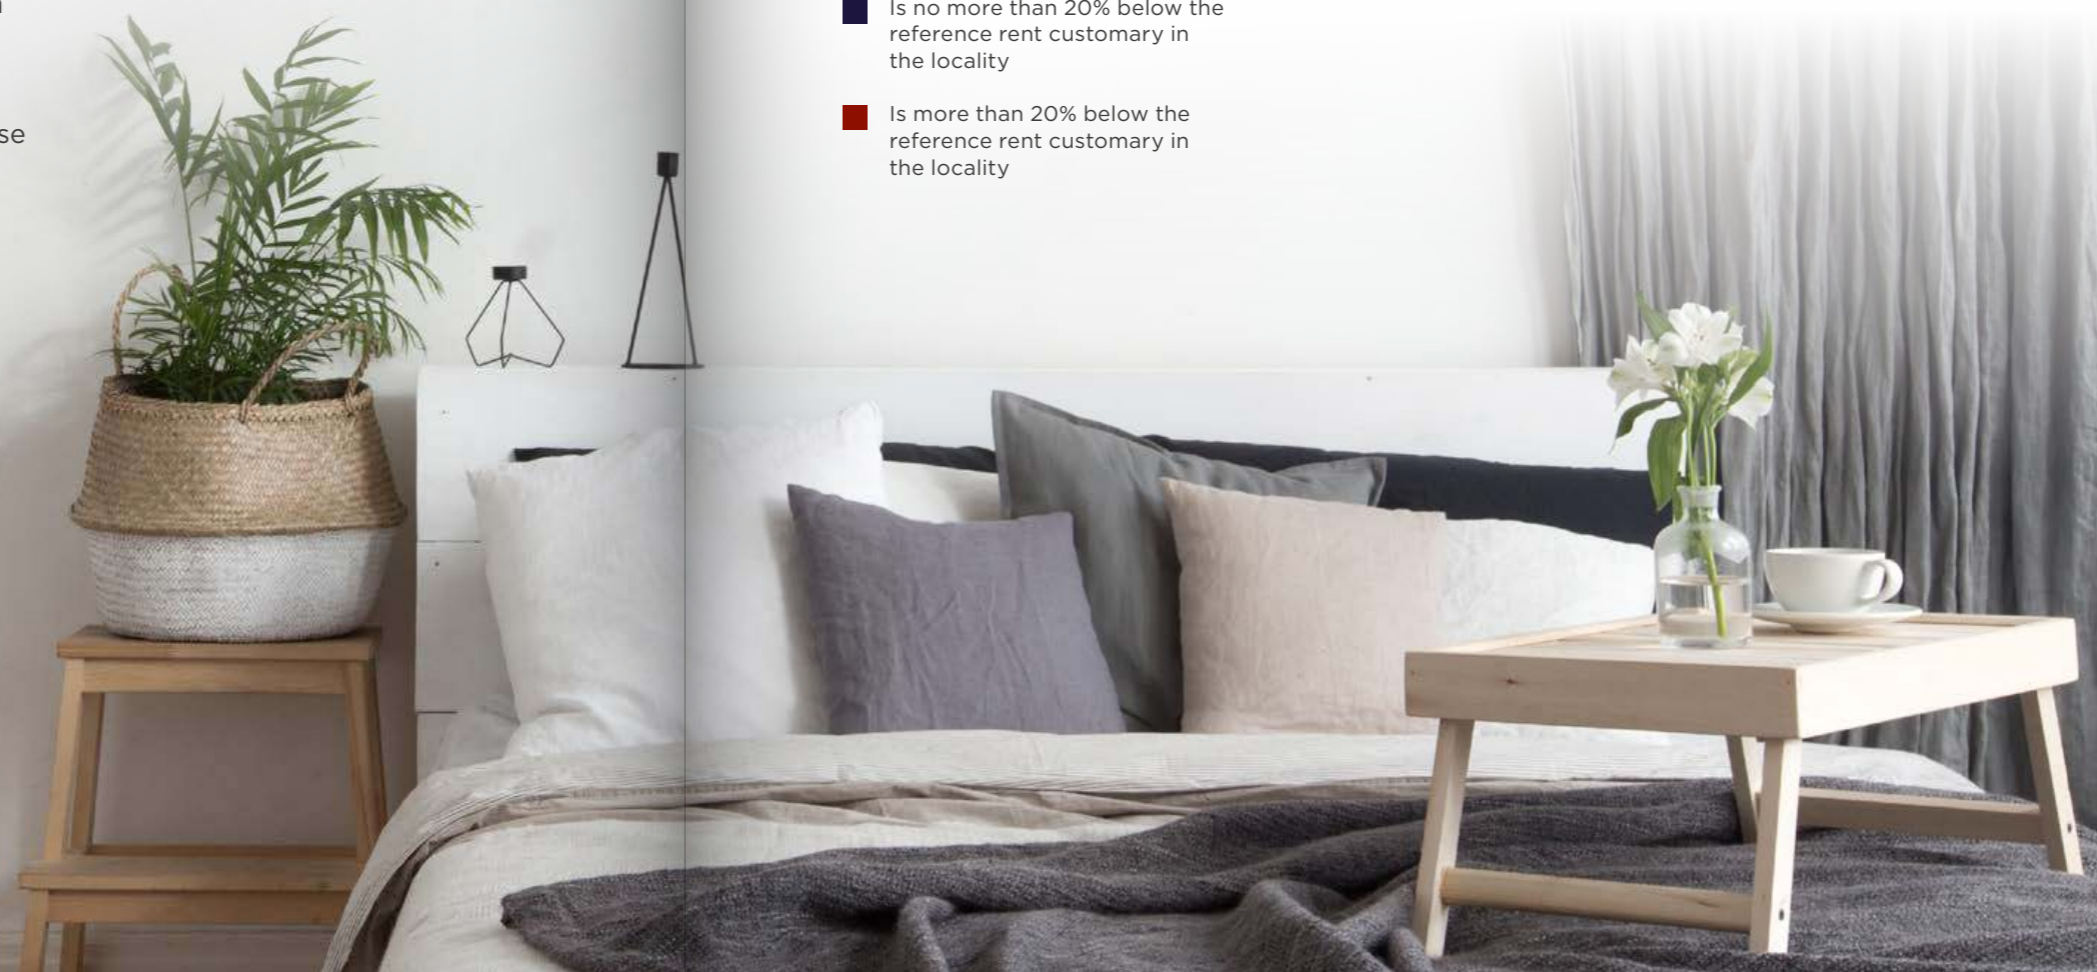 se
Is no more than 20% below the
reference rent customary in
the locality
Is more than 20% below the
reference rent customary in
the locality